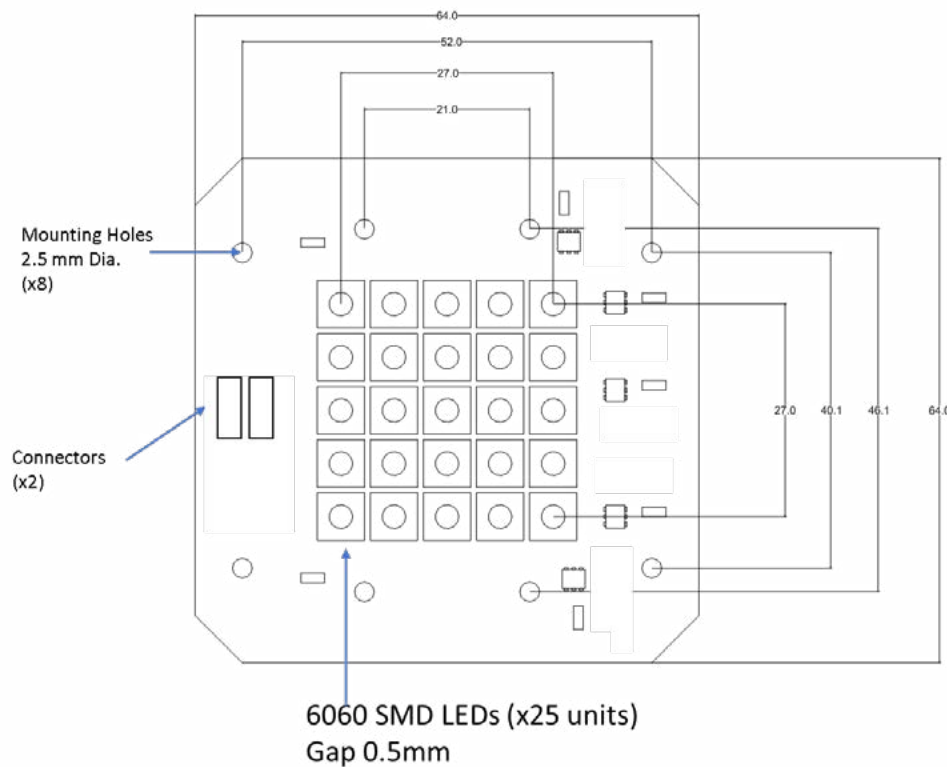 64.0
52.0
27.0
21.0
Mounting Holes
2.5 mm Dia.
(x8)
27.0
40.1
46.1
64.0
Connectors
(x2)
6060 SMD LEDs (x25 units)
Gap 0.5mm